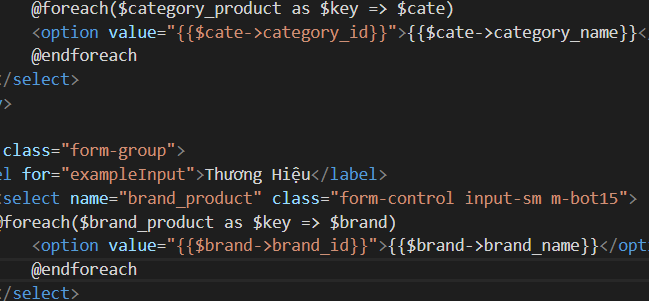 @foreach($category_product as $key => $cate)
<option value="{{$cate->category_id}}">{{$cate->category_name}}<
/select>
@endforeach
>
class="form-group">
el for="exampleInput">Thương Hiệu</label>
select name="brand_product" class="form-control input-sm m-bot15">
@foreach($brand_product as $key => $brand)
<option value="{{$brand->brand_id}}">{{$brand->brand_name}}</opti
@endforeach
/select>